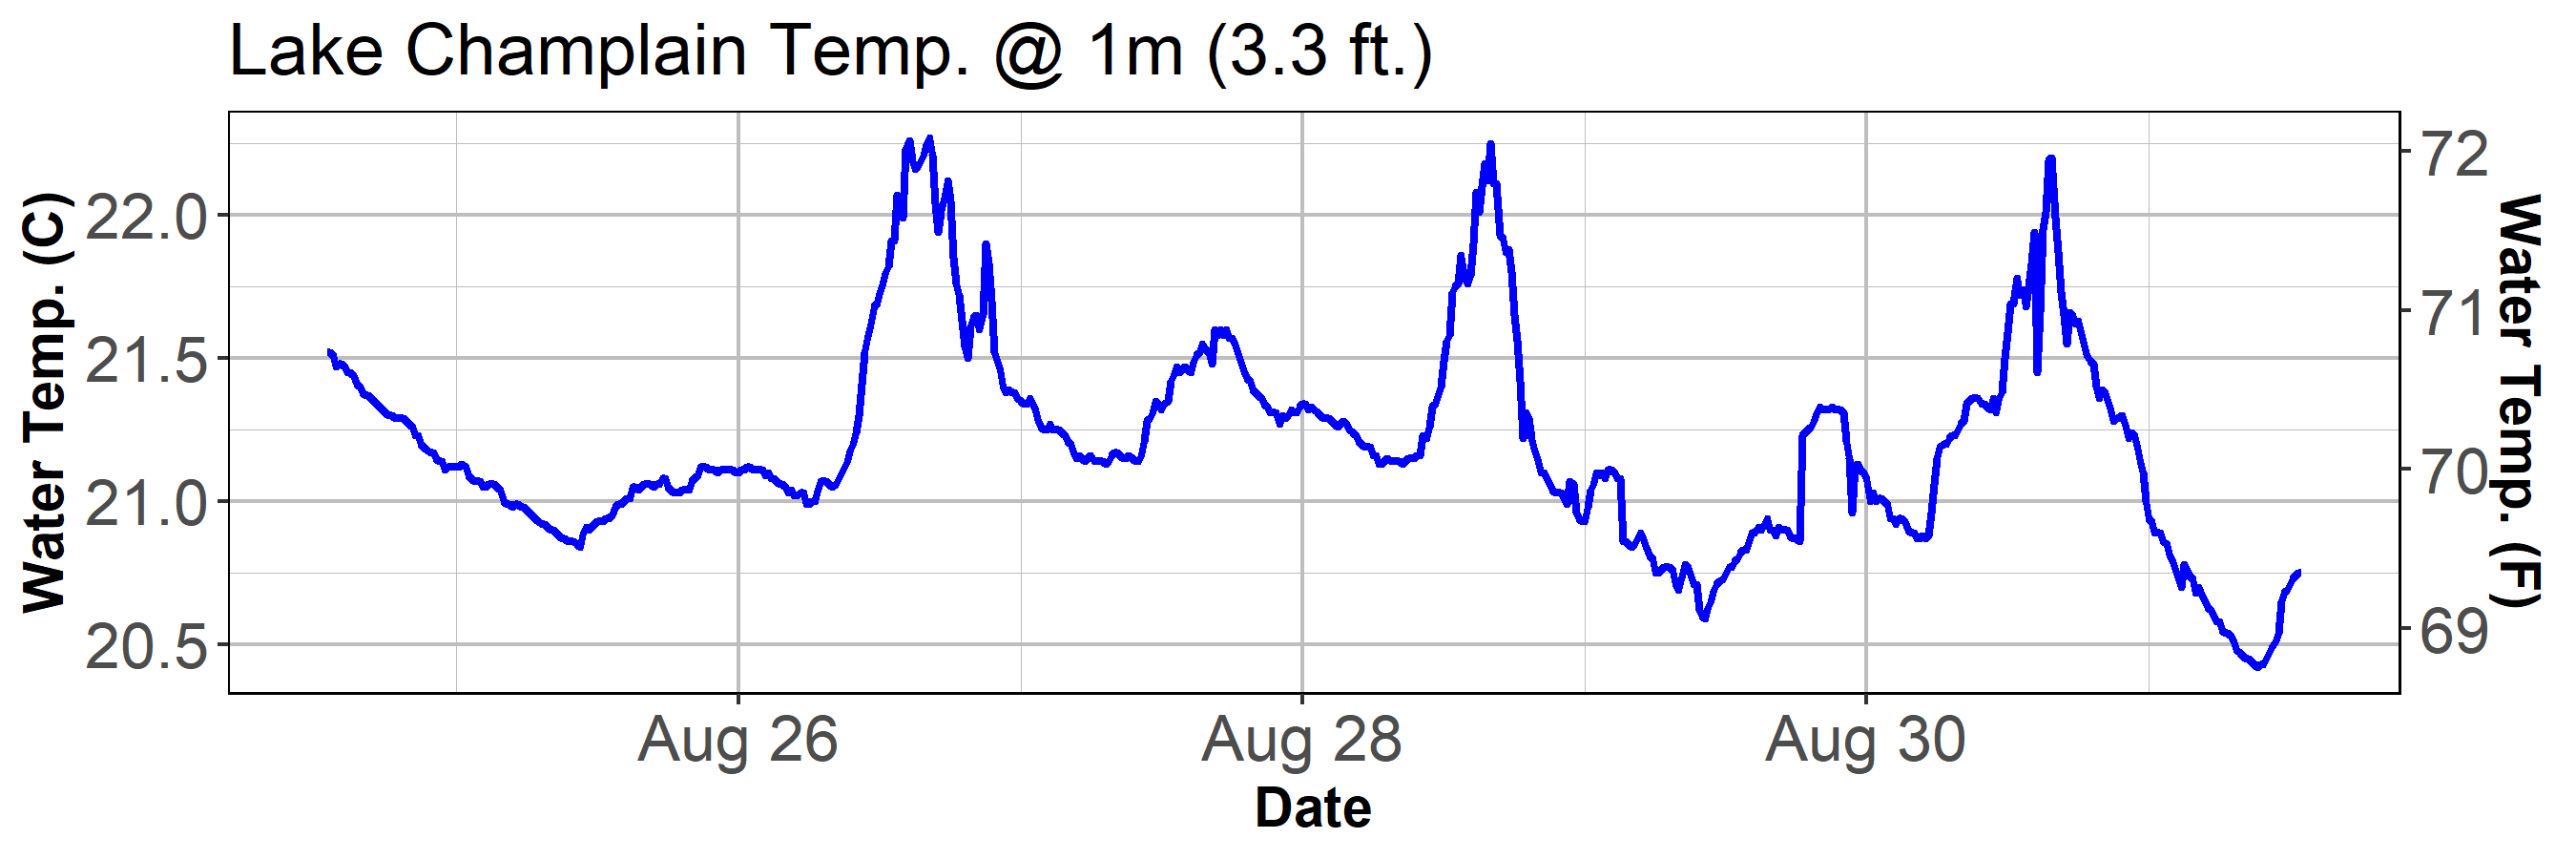 Lake Champlain Temp. @ 1m (3.3 ft.)
Water Temp. (C)
22.0
21.5
21.0
20.5
72
71
70
69
Water Temp. (F)
Aug 26 Aug 28 Aug 30
Date